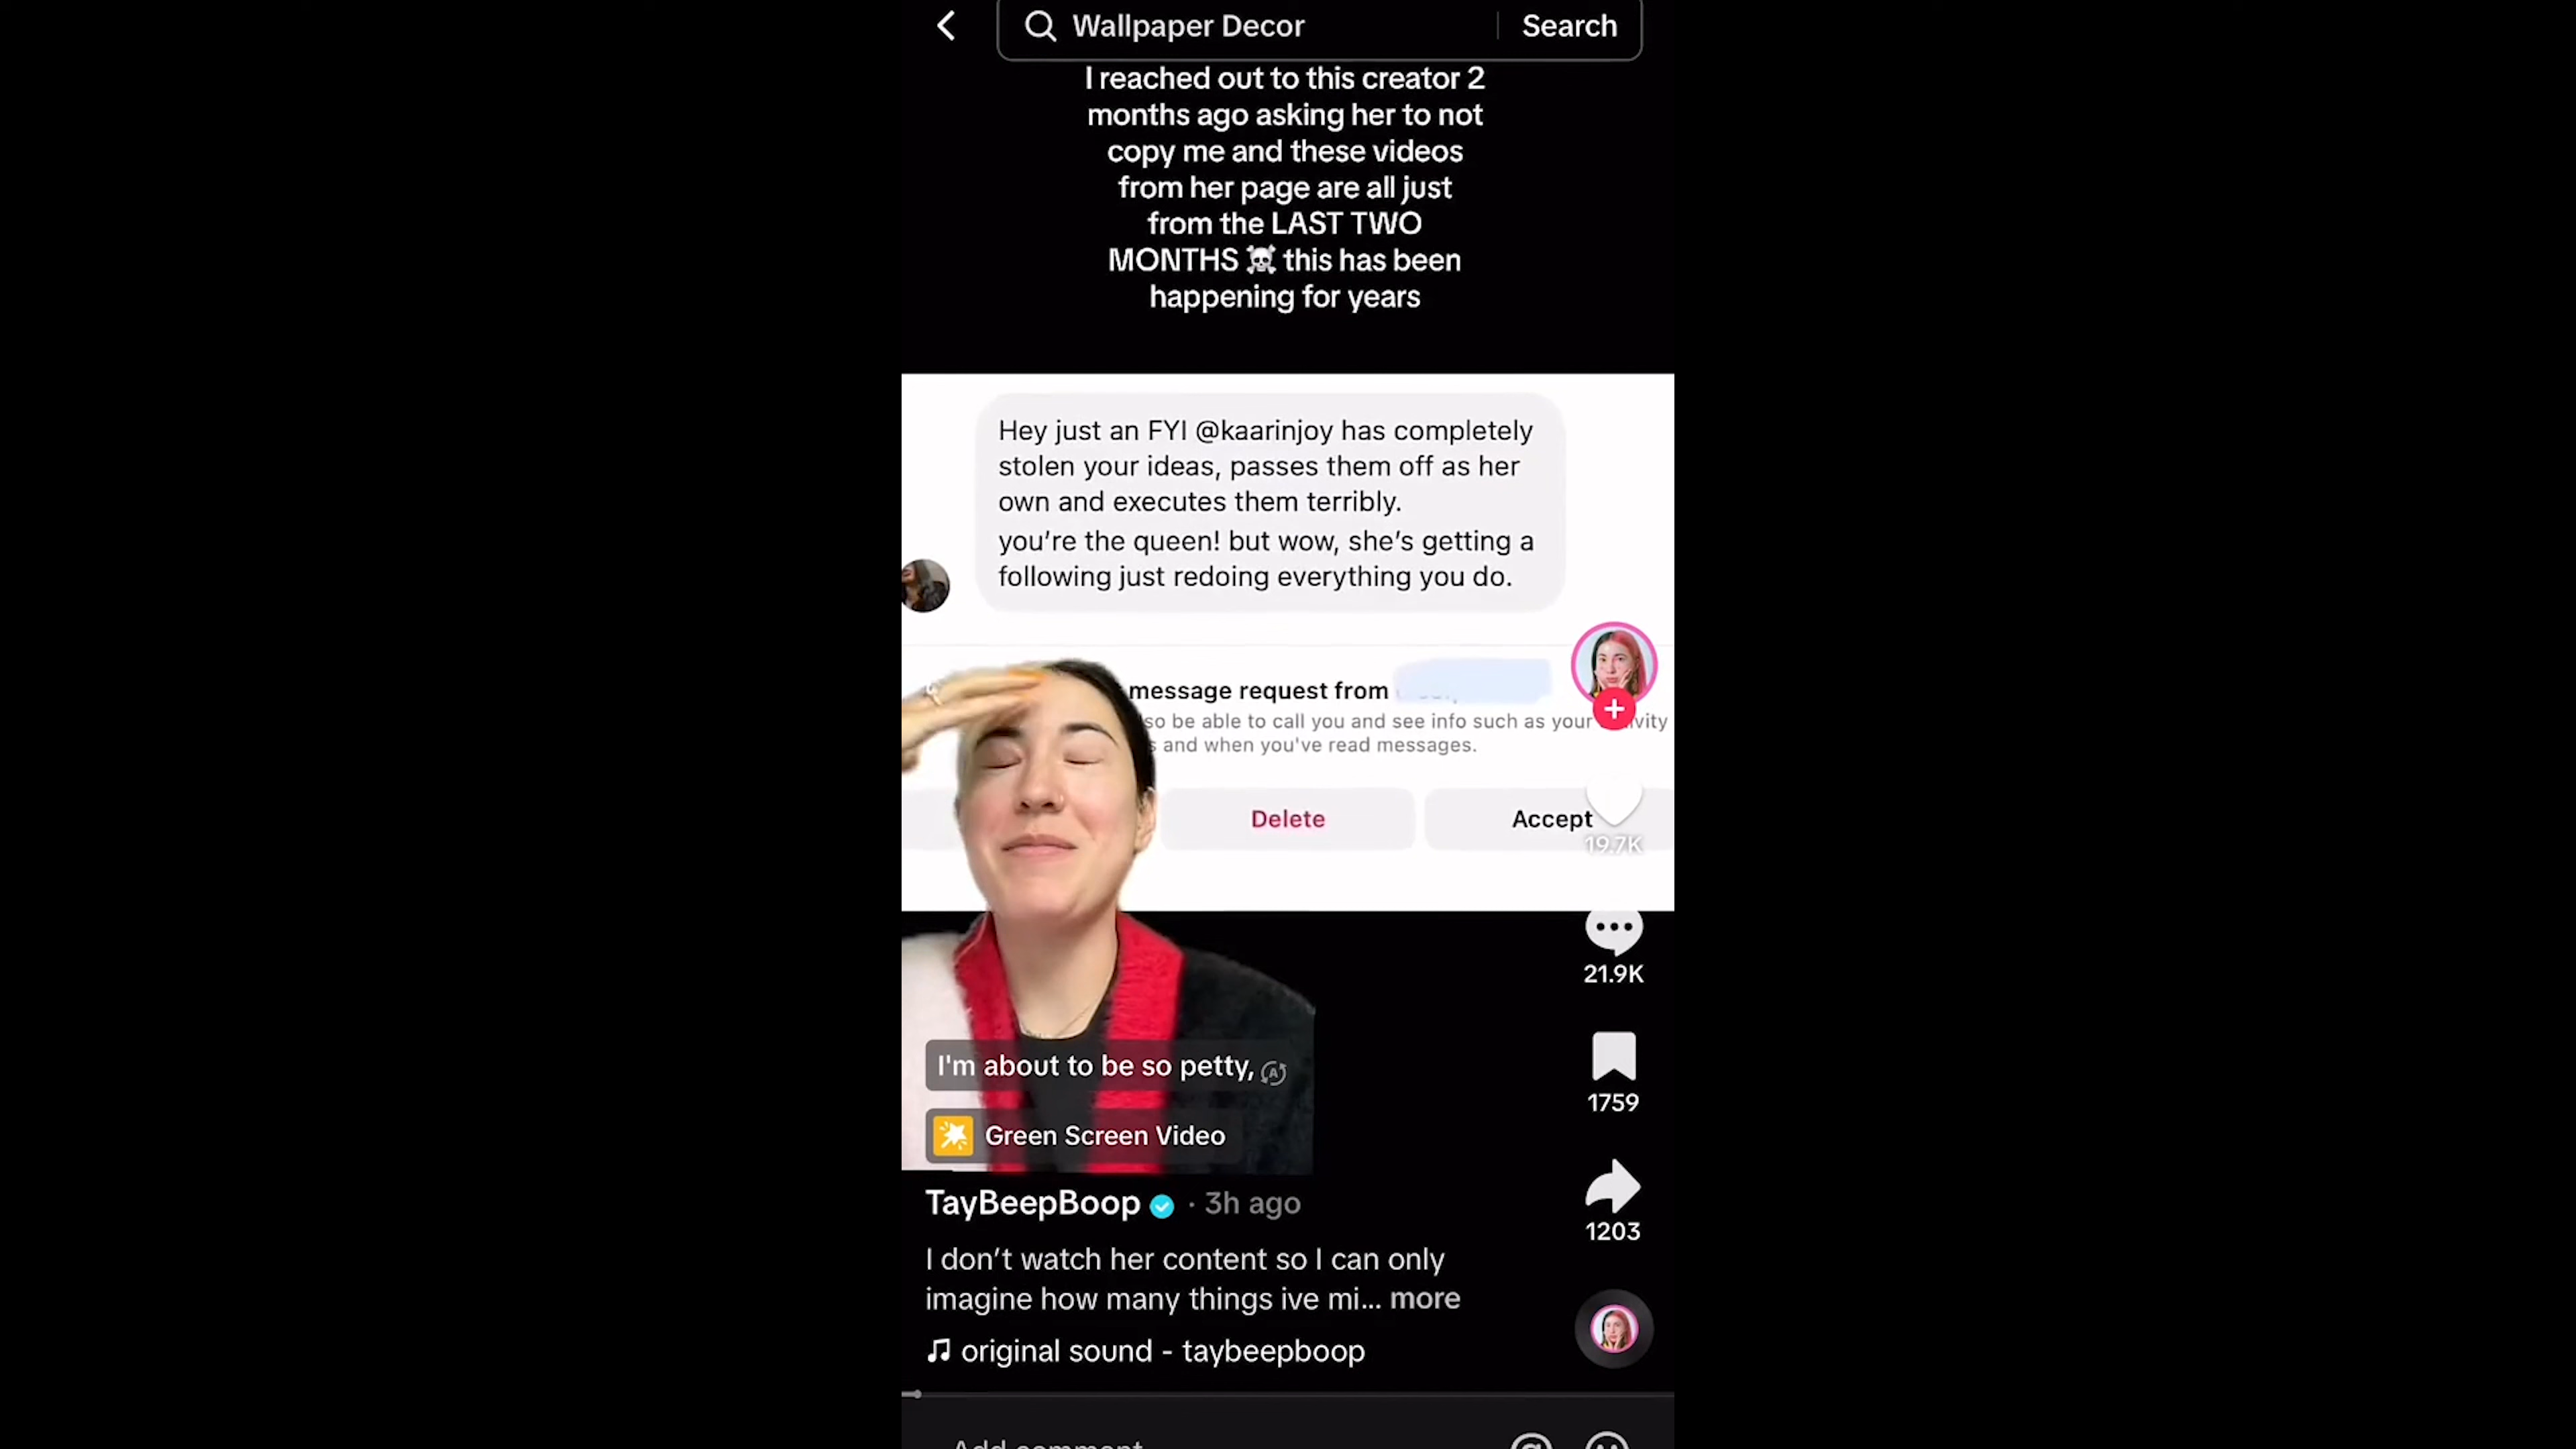 Wallpaper Decor
Search
I reached out to this creator 2
months ago asking her to not
copy me and these videos
from her page are all just
from the LAST TWO
MONTHS ☠️ this has been
happening for years
Hey just an FYI @kaarinjoy has completely
stolen your ideas, passes them off as her
own and executes them terribly.
you're the queen! but wow, she's getting a
following just redoing everything you do.
message request from
so be able to call you and see info such as your
and when you've read messages.
Delete
Accept
19.7K
21.9K
I'm about to be so petty,
1759
Green Screen Video
TayBeepBoop · 3h ago
1203
I don't watch her content so I can only
imagine how many things ive mi... more
original sound - taybeepboop
Add comment